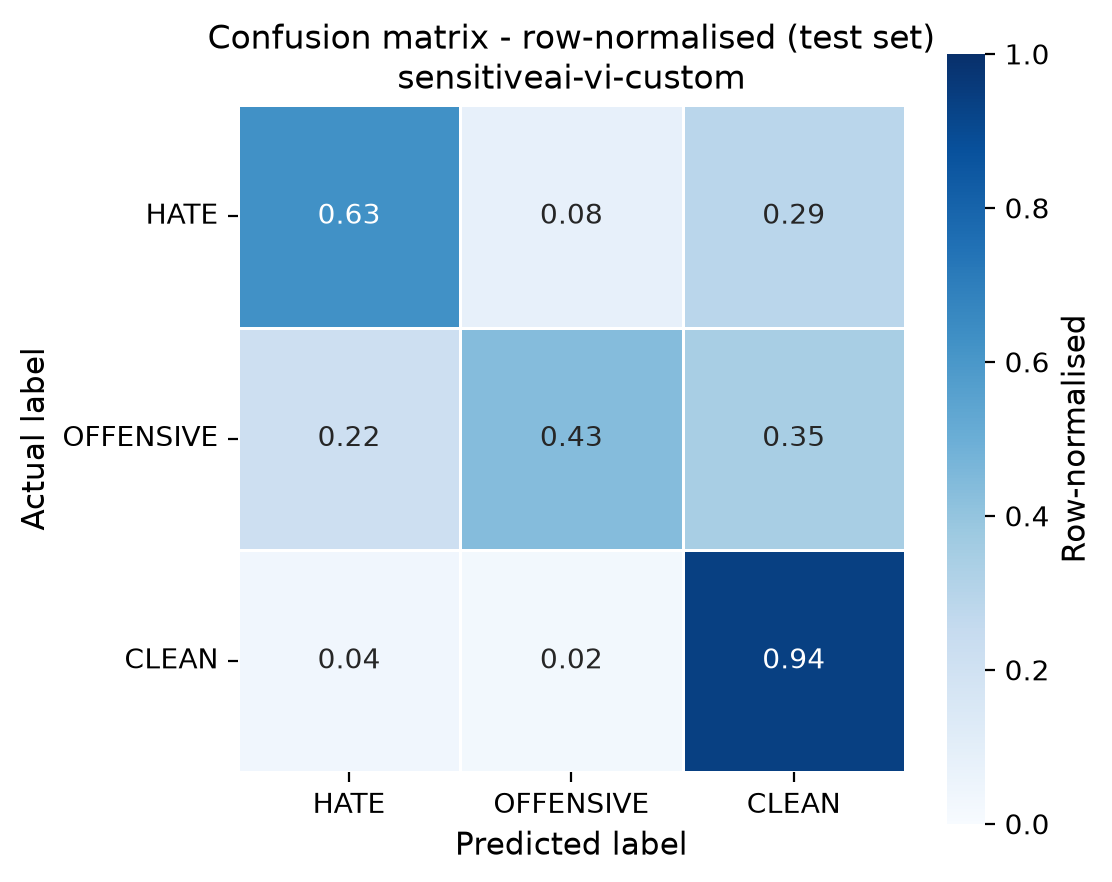 Confusion matrix - row-normalised (test set)
sensitiveai-vi-custom
1.0
0.8
0.6
0.4
0.2
0.0
Row-normalised
Actual label
HATE
0.63
0.08
0.29
OFFENSIVE
0.22
0.43
0.35
CLEAN
0.04
0.02
0.94
HATE
OFFENSIVE
CLEAN
Predicted label